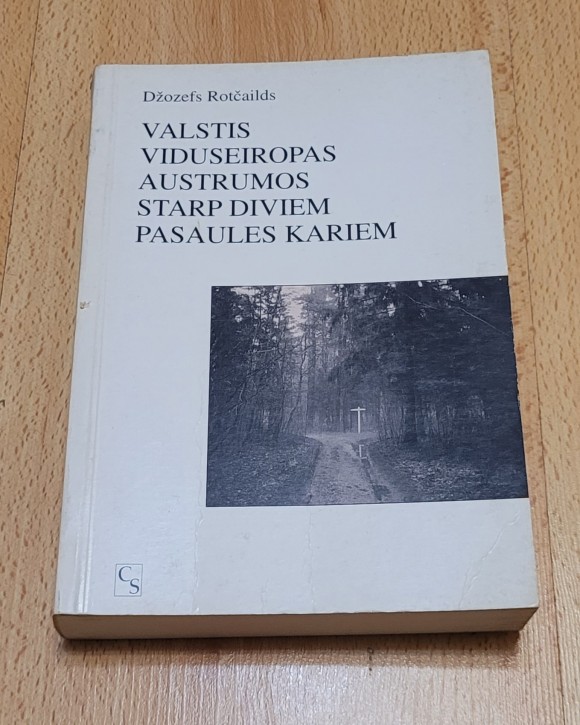 Džozefs Rotčailds
VALSTIS
VIDUSEIROPAS
AUSTRUMOS
STARP DIVIEM
PASAULES KARIEM
CS